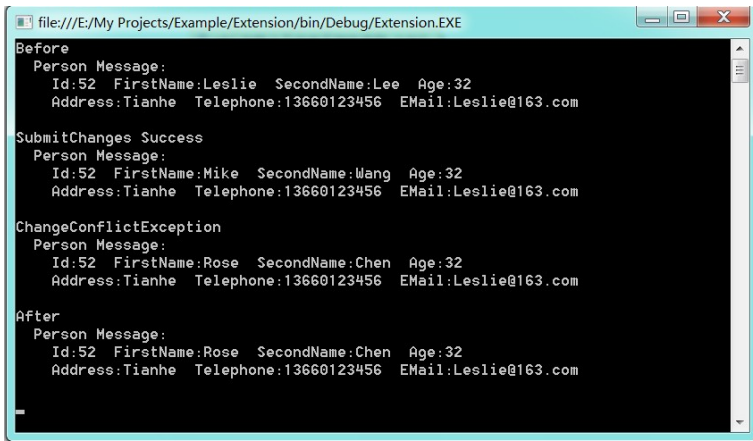 file:///E:/My Projects/Example/Extension/bin/Debug/Extension.EXE
Before
Person Message:
Id:52 FirstName:Leslie SecondName:Lee Age:32
Address:Tianhe Telephone:13660123456 EMail:Leslie@163.com
SubmitChanges Success
Person Message:
Id:52 FirstName:Mike SecondName:Wang Age:32
Address:Tianhe Telephone:13660123456 EMail:Leslie@163.com
ChangeConflictException
Person Message:
Id:52 FirstName:Rose SecondName:Chen Age:32
Address:Tianhe Telephone:13660123456 EMail:Leslie@163.com
After
Person Message:
Id:52 FirstName:Rose SecondName:Chen Age:32
Address:Tianhe Telephone:13660123456 EMail:Leslie@163.com